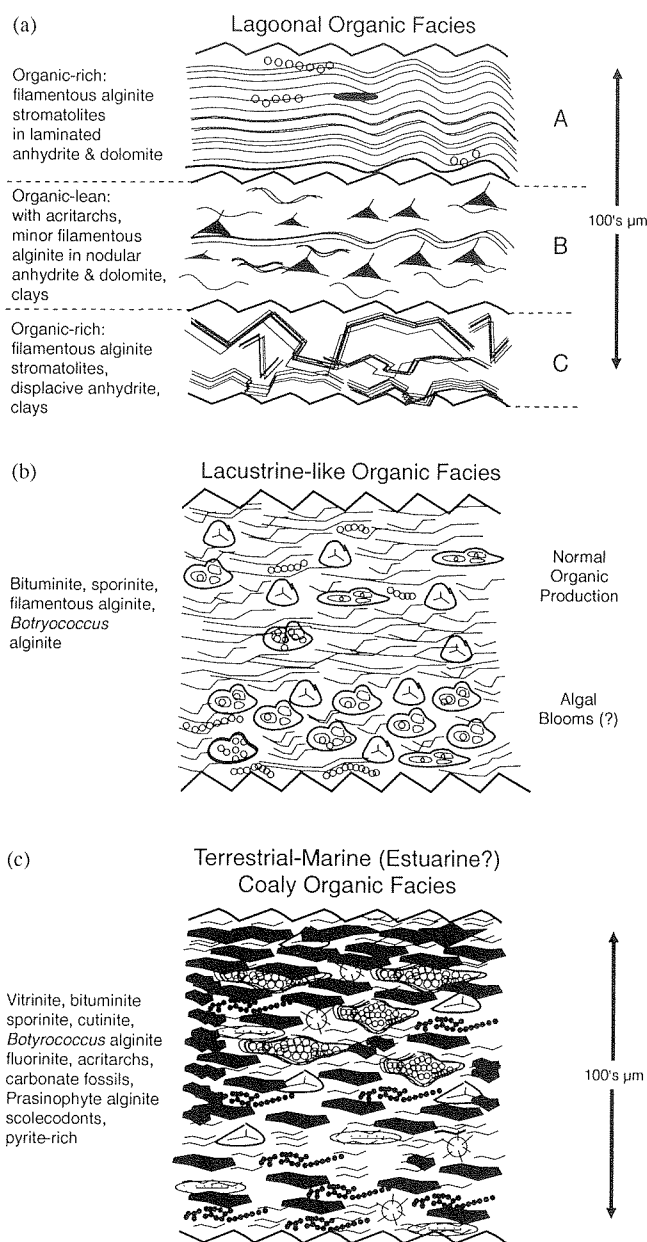 (a)
Lagoonal Organic Facies
Organic-rich:
filamentous alginite
stromatolites
in laminated
anhydrite & dolomite
A
Organic-lean:
with acritarchs,
minor filamentous
alginite in nodular
anhydrite & dolomite,
clays
B
100's µm
Organic-rich:
filamentous alginite
stromatolites,
displacive anhydrite,
clays
C
(b)
Lacustrine-like Organic Facies
Bituminite, sporinite,
filamentous alginite,
Botryococcus
alginite
Normal
Organic
Production
Algal
Blooms (?)
(c)
Terrestrial-Marine (Estuarine?)
Coaly Organic Facies
Vitrinite, bituminite
sporinite, cutinite,
Botyrococcus alginite
fluorinite, acritarchs,
carbonate fossils,
Prasinophyte alginite
scolecodonts,
pyrite-rich
100's µm